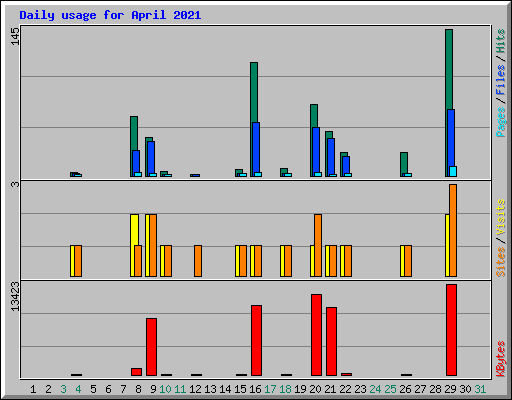 Daily usage for April 2021
145
Pages / Files / Hits
3
Sites / Visits
13423
KBytes
1 2 3 4 5 6 7 8 9 10 11 12 13 14 15 16 17 18 19 20 21 22 23 24 25 26 27 28 29 30 31